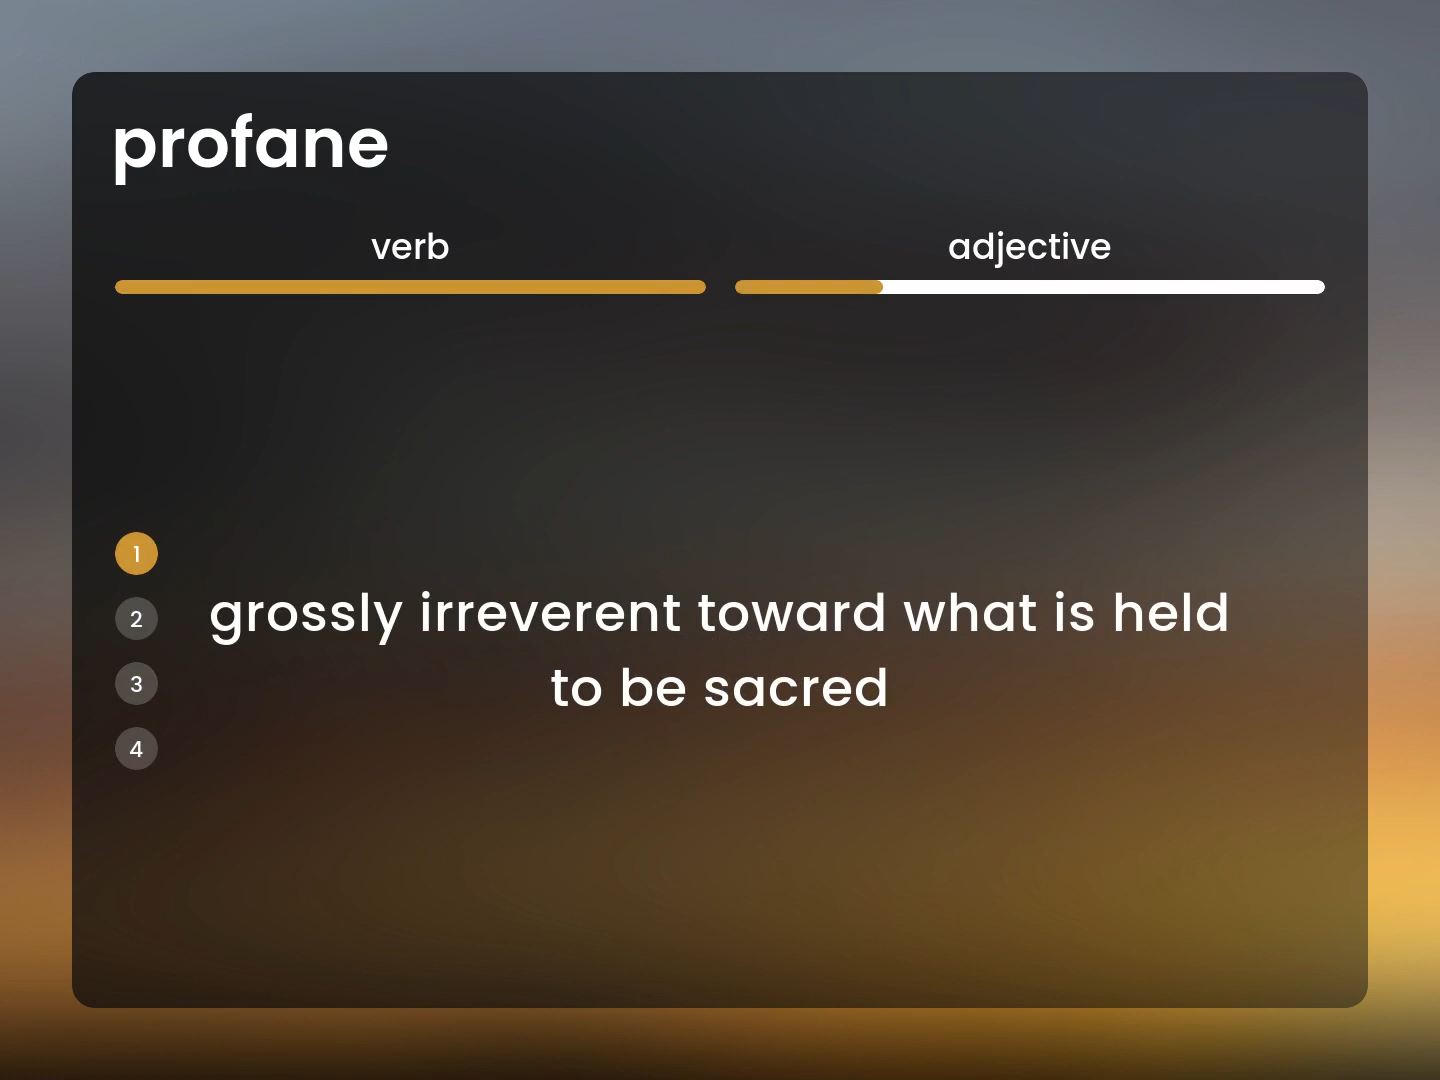 profane
verb
adjective
1
2
3
4
grossly irreverent toward what is held
to be sacred